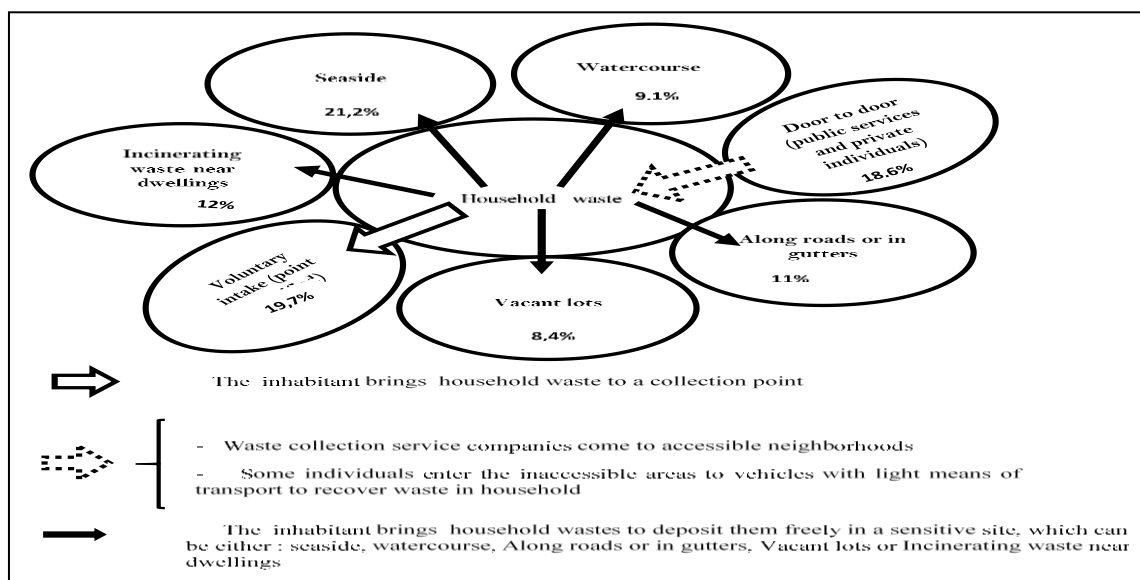 Seaside
21,2%
Watercourse
9.1%
Door to door
(public services
and private
individuals)
18.6%
Incinerating
waste near
dwellings
12%
Household waste
Along roads or in
gutters
11%
Voluntary
intake (point
19,7%
Vacant lots
8,4%
The inhabitant brings household waste to a collection point
- Waste collection service companies come to accessible neighborhoods
- Some individuals enter the inaccessible areas to vehicles with light means of
transport to recover waste in household
The inhabitant brings household wastes to deposit them freely in a sensitive site, which can
be either : seaside, watercourse, Along roads or in gutters, Vacant lots or Incinerating waste near
dwellings